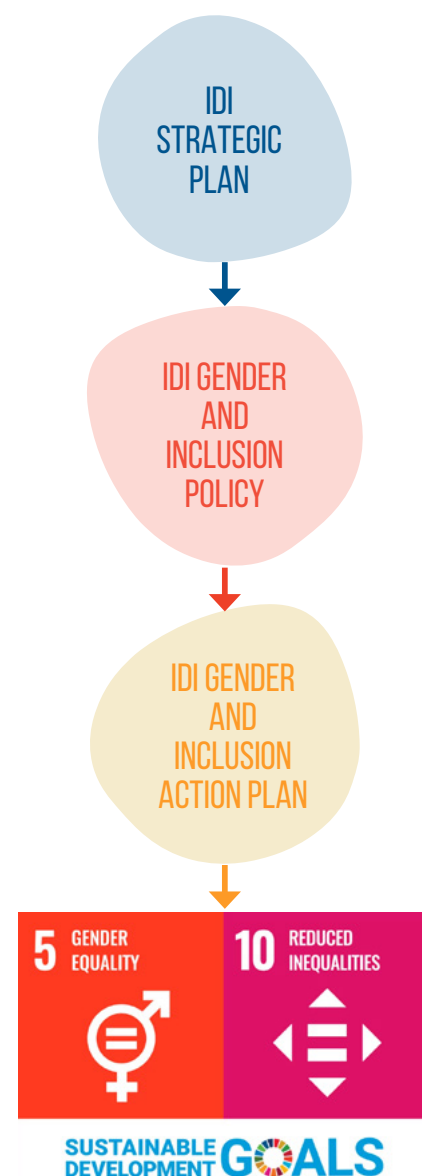 IDI
STRATEGIC
PLAN
IDI GENDER
AND
INCLUSION
POLICY
IDI GENDER
AND
INCLUSION
ACTION PLAN
5 GENDER
EQUALITY
10 REDUCED
INEQUALITIES
SUSTAINABLE
DEVELOPMENT GOALS